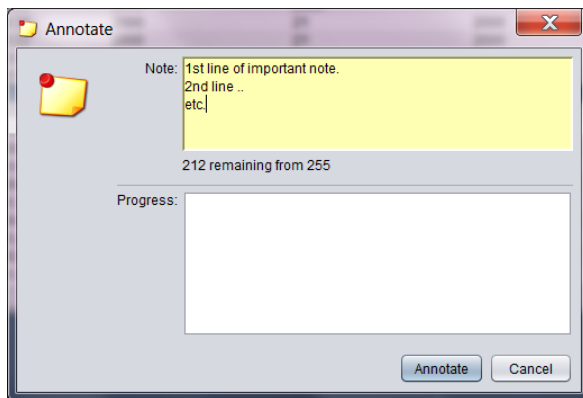 Annotate
X
Note: 1st line of important note.
2nd line ..
etc.
212 remaining from 255
Progress:
Annotate Cancel